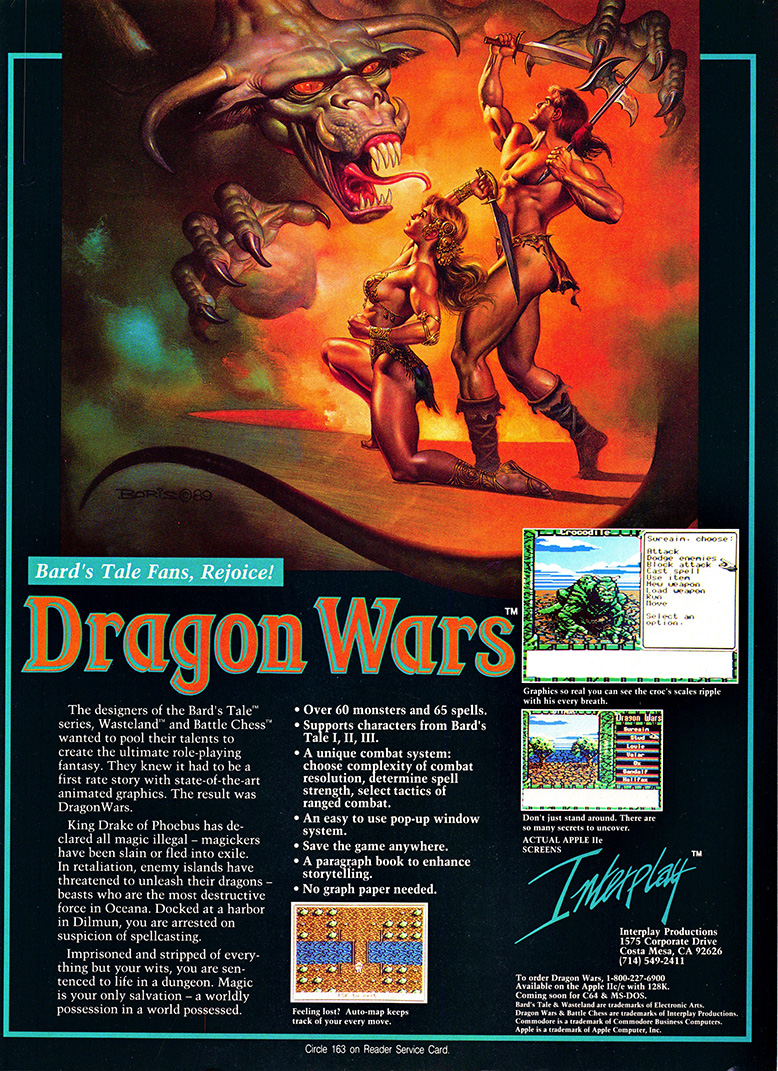 BORIS©89
Bard's Tale Fans, Rejoice!
Dragon Wars™
The designers of the Bard's Tale™
series, Wasteland™ and Battle Chess™
wanted to pool their talents to
create the ultimate role-playing
fantasy. They knew it had to be a
first rate story with state-of-the-art
animated graphics. The result was
DragonWars.
King Drake of Phoebus has de-
clared all magic illegal – magickers
have been slain or fled into exile.
In retaliation, enemy islands have
threatened to unleash their dragons –
beasts who are the most destructive
force in Oceana. Docked at a harbor
in Dilmun, you are arrested on
suspicion of spellcasting.
Imprisoned and stripped of every-
thing but your wits, you are sen-
tenced to life in a dungeon. Magic
is your only salvation – a worldly
possession in a world possessed.
• Over 60 monsters and 65 spells.
• Supports characters from Bard's
Tale I, II, III.
• A unique combat system:
choose complexity of combat
resolution, determine spell
strength, select tactics of
ranged combat.
• An easy to use pop-up window
system.
• Save the game anywhere.
• A paragraph book to enhance
storytelling.
• No graph paper needed.
Feeling lost? Auto-map keeps
track of your every move.
Crocodile
Sureaim, choose:
Attack
Dodge enemies
Block attack
Cast spell
Use item
New weapon
Load weapon
Run
Move
Select an
option.
Graphics so real you can see the croc's scales ripple
with his every breath.
Dragon Wars
Sureaim
Stud
Louie
Valar
Ox
Gandalf
Halifax
Don't just stand around. There are
so many secrets to uncover.
ACTUAL APPLE IIe
SCREENS
Interplay™
Interplay Productions
1575 Corporate Drive
Costa Mesa, CA 92626
(714) 549-2411
To order Dragon Wars, 1-800-227-6900
Available on the Apple IIc/e with 128K.
Coming soon for C64 & MS-DOS.
Bard's Tale & Wasteland are trademarks of Electronic Arts.
Dragon Wars & Battle Chess are trademarks of Interplay Productions.
Commodore is a trademark of Commodore Business Computers.
Apple is a trademark of Apple Computer, Inc.
Circle 163 on Reader Service Card.